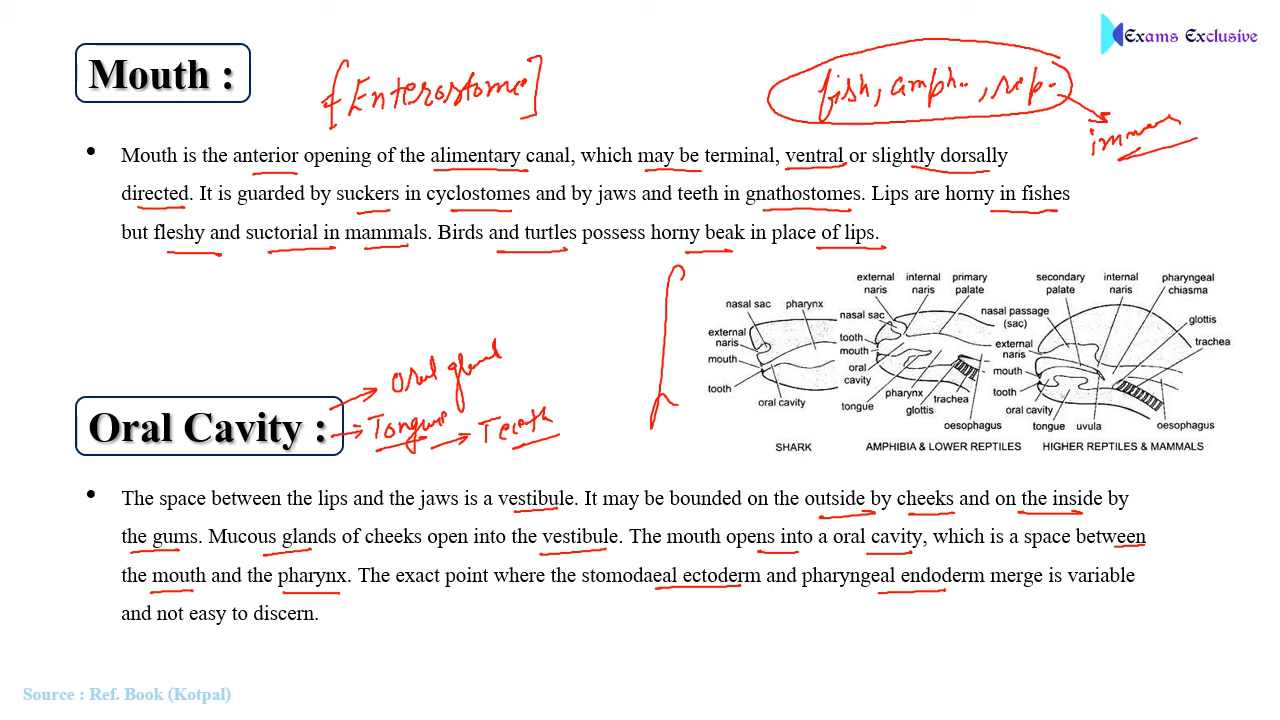 Exams Exclusive
Mouth :
[Enterostome]
fish, amph.., rep.
Mouth is the anterior opening of the alimentary canal, which may be terminal, ventral or slightly dorsally
directed. It is guarded by suckers in cyclostomes and by jaws and teeth in gnathostomes. Lips are horny in fishes
but fleshy and suctorial in mammals. Birds and turtles possess horny beak in place of lips.
nasal sac
pharynx
external
naris
mouth
tooth
oral cavity
SHARK
external
naris
internal
naris
primary
palate
nasal sac
tooth
mouth
oral
cavity
tongue
pharynx
glottis
trachea
oesophagus
AMPHIBIA & LOWER REPTILES
secondary
palate
internal
naris
pharyngeal
chiasma
nasal passage
(sac)
glottis
trachea
external
naris
mouth
tooth
oral cavity
tongue
uvula
oesophagus
HIGHER REPTILES & MAMMALS
Oral Cavity :
Oral gland
Tongue
Teeth
The space between the lips and the jaws is a vestibule. It may be bounded on the outside by cheeks and on the inside by
the gums. Mucous glands of cheeks open into the vestibule. The mouth opens into a oral cavity, which is a space between
the mouth and the pharynx. The exact point where the stomodaeal ectoderm and pharyngeal endoderm merge is variable
and not easy to discern.
Source : Ref. Book (Kotpal)